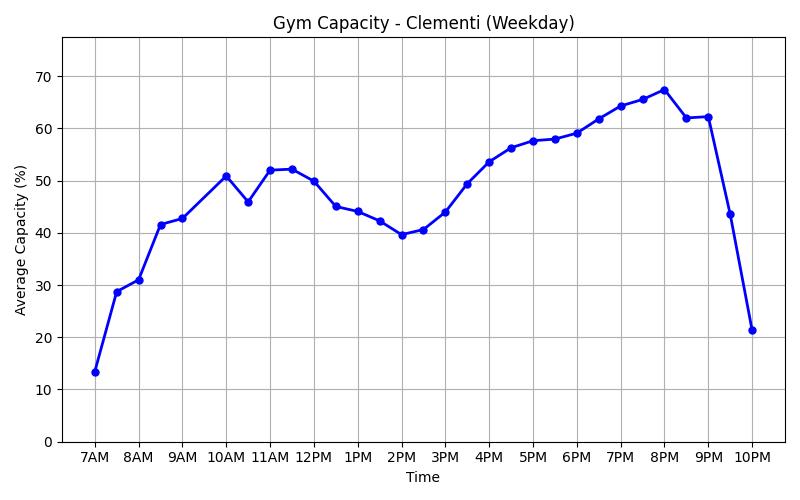 Gym Capacity - Clementi (Weekday)
Average Capacity (%)
70
60
50
40
30
20
10
0
7AM 8AM 9AM 10AM 11AM 12PM 1PM 2PM 3PM 4PM 5PM 6PM 7PM 8PM 9PM 10PM
Time